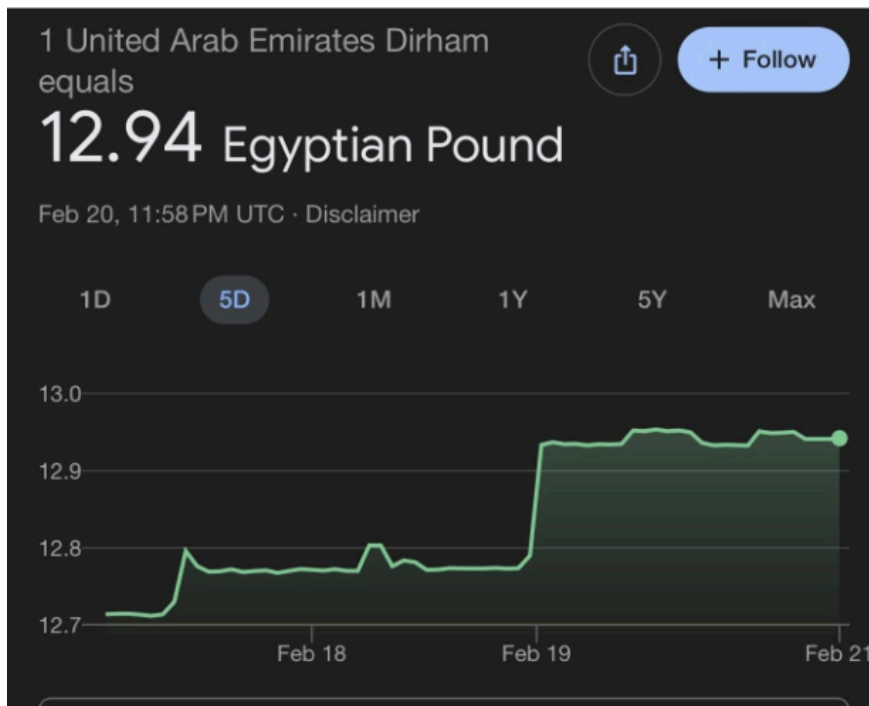 1 United Arab Emirates Dirham
equals
+ Follow
12.94 Egyptian Pound
Feb 20, 11:58 PM UTC · Disclaimer
1D 5D 1M 1Y 5Y Max
13.0
12.9
12.8
12.7
Feb 18 Feb 19 Feb 21